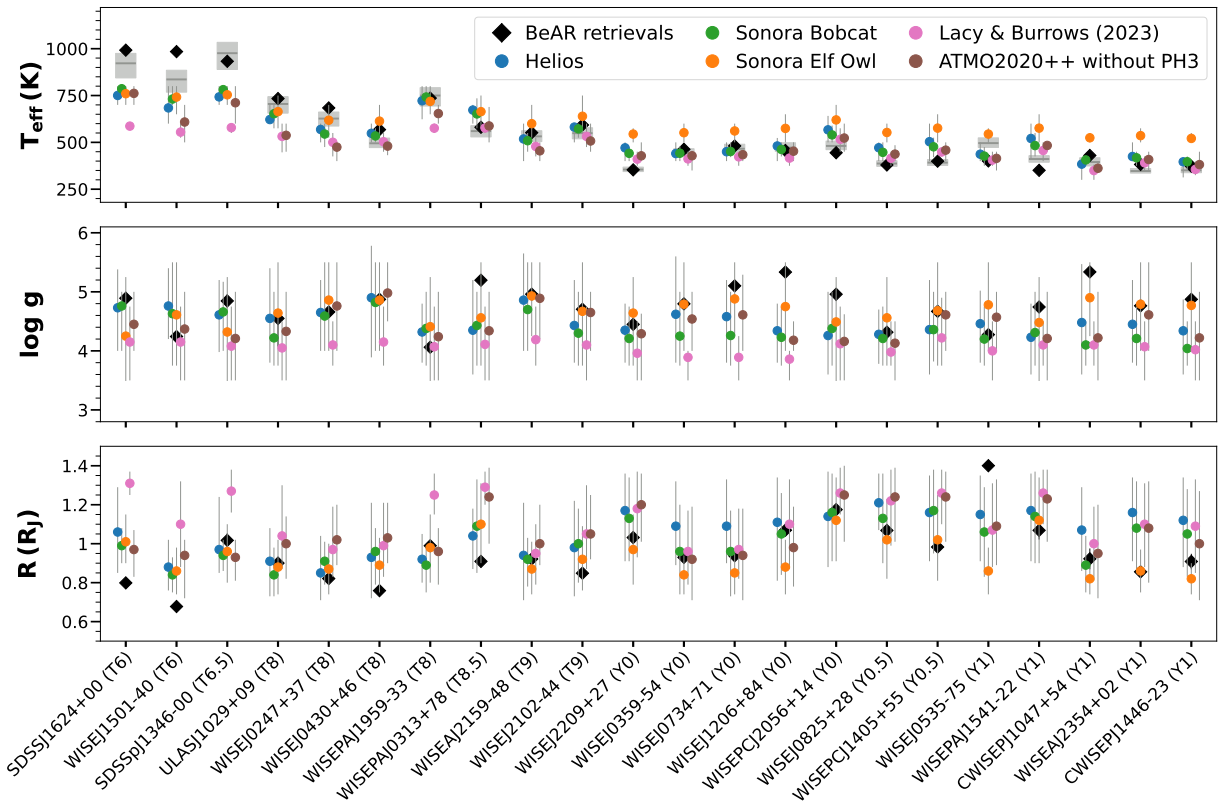 BeAR retrievals
Helios
Sonora Bobcat
Sonora Elf Owl
Lacy & Burrows (2023)
ATMO2020++ without PH3
T_eff (K)
1000
750
500
250
log g
6
5
4
3
R (R_J)
1.4
1.2
1
0.8
0.6
SDSSJ1624+00 (T6)
WISEJ1501-40 (T6)
SDSSpJ1346-00 (T6.5)
ULASJ1029+09 (T8)
WISEJ0247+37 (T8)
WISEJ0430+46 (T8)
WISEPAJ1959-33 (T8)
WISEPAJ0313+78 (T8.5)
WISEAJ2159-48 (T9)
WISEJ2102-44 (T9)
WISEJ2209+27 (Y0)
WISEJ0359-54 (Y0)
WISEJ0734-71 (Y0)
WISEJ1206+84 (Y0)
WISEPCJ2056+14 (Y0)
WISEJ0825+28 (Y0.5)
WISEPCJ1405+55 (Y0.5)
WISEJ0535-75 (Y1)
WISEPAJ1541-22 (Y1)
CWISEPJ1047+54 (Y1)
WISEAJ2354+02 (Y1)
CWISEPJ1446-23 (Y1)